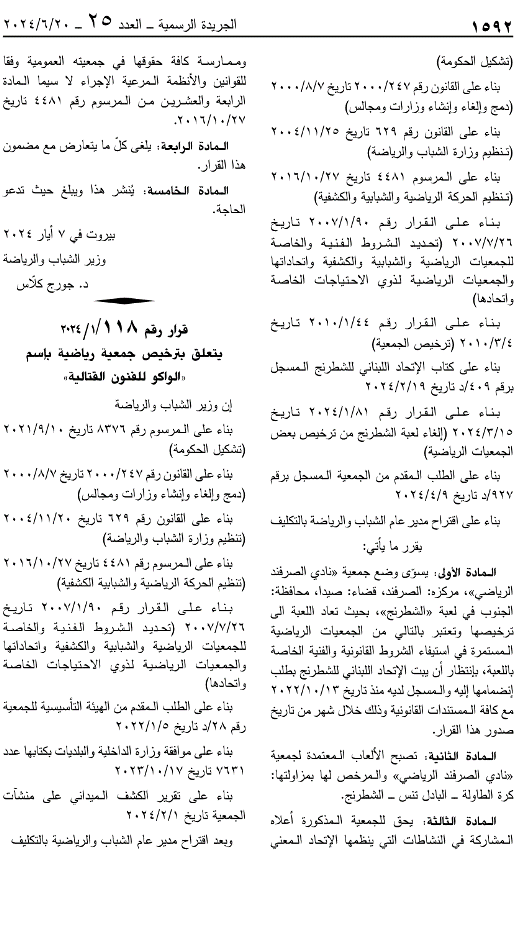 ١٥٩٢
الجريدة الرسمية ـ العدد ٢٥ ـ ٢٠٢٤/٦/٢٠
(تشكيل الحكومة)
بناء على القانون رقم ٢٠٠٠/٢٤٧ تاريخ ٢٠٠٠/٨/٧
(دمج وإلغاء وإنشاء وزارات ومجالس)
بناء على القانون رقم ٦٢٩ تاريخ ٢٠٠٤/١١/٢٥
(تنظيم وزارة الشباب والرياضة)
بناء على المرسوم ٤٤٨١ تاريخ ٢٠١٦/١٠/٢٧
(تنظيم الحركة الرياضية والشبابية والكشفية)
بناء على القرار رقم ٢٠٠٧/١/٩٠ تاريخ
٢٠٠٧/٧/٢٦ (تحديد الشروط الفنية والخاصة
للجمعيات الرياضية والشبابية والكشفية واتحاداتها
والجمعيات الرياضية لذوي الاحتياجات الخاصة
واتحادها)
بناء على القرار رقم ٢٠١٠/١/٤٤ تاريخ
٢٠١٠/٣/٤ (ترخيص الجمعية)
بناء على كتاب الإتحاد اللبناني للشطرنج المسجل
برقم ٤٠٩/د تاريخ ٢٠٢٤/٢/١٩
بناء على القرار رقم ٢٠٢٤/١/٨١ تاريخ
٢٠٢٤/٣/١٥ (إلغاء لعبة الشطرنج من ترخيص بعض
الجمعيات الرياضية)
بناء على الطلب المقدم من الجمعية المسجل برقم
٩٢٧/د تاريخ ٢٠٢٤/٤/٩
بناء على اقتراح مدير عام الشباب والرياضة بالتكليف
يقرر ما يأتي:
المادة الأولى: يسوّى وضع جمعية «نادي الصرفند
الرياضي»، مركزه: الصرفند، قضاء: صيدا، محافظة:
الجنوب في لعبة «الشطرنج»، بحيث تعاد اللعبة الى
ترخيصها وتعتبر بالتالي من الجمعيات الرياضية
المستمرة في استيفاء الشروط القانونية والفنية الخاصة
باللعبة، بإنتظار أن يبت الإتحاد اللبناني للشطرنج بطلب
إنضمامها إليه والمسجل لديه منذ تاريخ ٢٠٢٢/١٠/١٣
مع كافة المستندات القانونية وذلك خلال شهر من تاريخ
صدور هذا القرار.
المادة الثانية: تصبح الألعاب المعتمدة لجمعية
«نادي الصرفند الرياضي» والمرخص لها بمزاولتها:
كرة الطاولة ـ البادل تنس ـ الشطرنج.
المادة الثالثة: يحق للجمعية المذكورة أعلاه
المشاركة في النشاطات التي ينظمها الإتحاد المعني
وممارسة كافة حقوقها في جمعيته العمومية وفقا
للقوانين والأنظمة المرعية الإجراء لا سيما المادة
الرابعة والعشرين من المرسوم رقم ٤٤٨١ تاريخ
٢٠١٦/١٠/٢٧.
المادة الرابعة: يلغى كلّ ما يتعارض مع مضمون
هذا القرار.
المادة الخامسة: يُنشر هذا ويبلغ حيث تدعو
الحاجة.
بيروت في ٧ أيار ٢٠٢٤
وزير الشباب والرياضة
د. جورج كلّاس
قرار رقم ٢٠٢٤/١/١١٨
يتعلق بترخيص جمعية رياضية بإسم
«الواكو للفنون القتالية»
إن وزير الشباب والرياضة
بناء على المرسوم رقم ٨٣٧٦ تاريخ ٢٠٢١/٩/١٠
(تشكيل الحكومة)
بناء على القانون رقم ٢٠٠٠/٢٤٧ تاريخ ٢٠٠٠/٨/٧
(دمج وإلغاء وإنشاء وزارات ومجالس)
بناء على القانون رقم ٦٢٩ تاريخ ٢٠٠٤/١١/٢٠
(تنظيم وزارة الشباب والرياضة)
بناء على المرسوم رقم ٤٤٨١ تاريخ ٢٠١٦/١٠/٢٧
(تنظيم الحركة الرياضية والشبابية الكشفية)
بناء على القرار رقم ٢٠٠٧/١/٩٠ تاريخ
٢٠٠٧/٧/٢٦ (تحديد الشروط الفنية والخاصة
للجمعيات الرياضية والشبابية والكشفية واتحاداتها
والجمعيات الرياضية لذوي الاحتياجات الخاصة
واتحادها)
بناء على الطلب المقدم من الهيئة التأسيسية للجمعية
رقم ٢٨/د تاريخ ٢٠٢٢/١/٥
بناء على موافقة وزارة الداخلية والبلديات بكتابها عدد
٧٦٣١ تاريخ ٢٠٢٣/١٠/١٧
بناء على تقرير الكشف الميداني على منشآت
الجمعية تاريخ ٢٠٢٤/٢/١
وبعد اقتراح مدير عام الشباب والرياضة بالتكليف